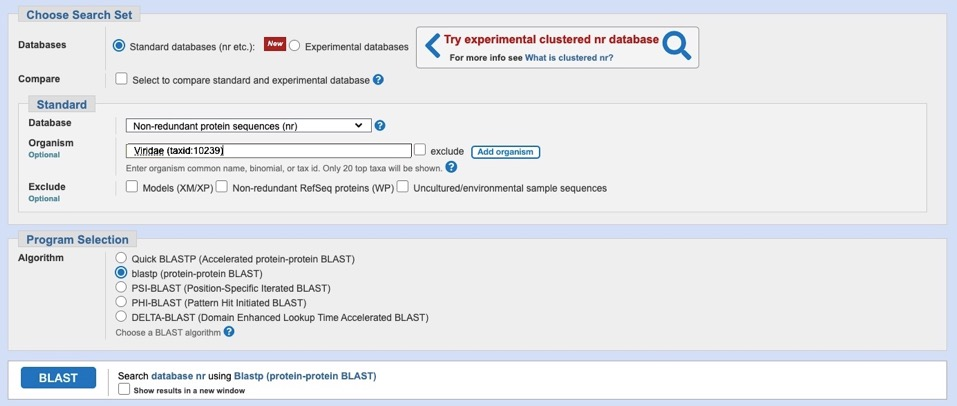 Choose Search Set
Databases
Standard databases (nr etc.): New Experimental databases
Try experimental clustered nr database
For more info see What is clustered nr?
Compare
Select to compare standard and experimental database ?
Standard
Database
Non-redundant protein sequences (nr) ?
Organism
Optional
Viridae (taxid:10239) exclude Add organism
Enter organism common name, binomial, or tax id. Only 20 top taxa will be shown. ?
Exclude
Optional
Models (XM/XP) Non-redundant RefSeq proteins (WP) Uncultured/environmental sample sequences
Program Selection
Algorithm
Quick BLASTP (Accelerated protein-protein BLAST)
blastp (protein-protein BLAST)
PSI-BLAST (Position-Specific Iterated BLAST)
PHI-BLAST (Pattern Hit Initiated BLAST)
DELTA-BLAST (Domain Enhanced Lookup Time Accelerated BLAST)
Choose a BLAST algorithm ?
BLAST
Search database nr using Blastp (protein-protein BLAST)
Show results in a new window